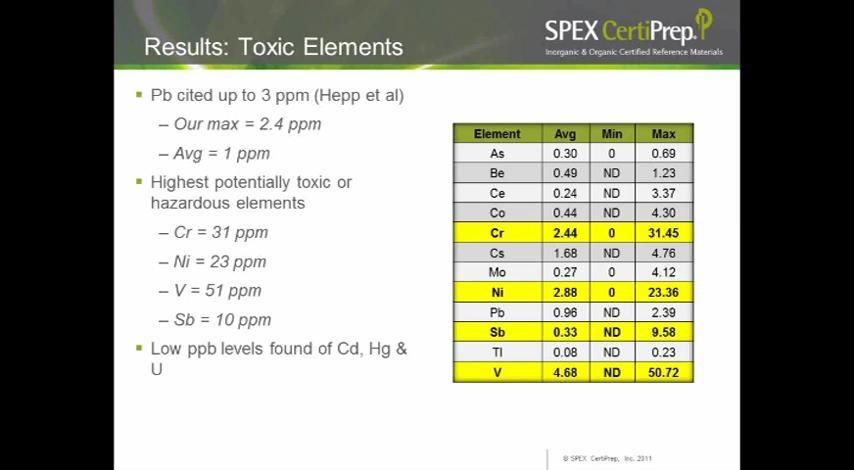 Results: Toxic Elements
SPEX CertiPrep.
Inorganic & Organic Certified Reference Materials
Pb cited up to 3 ppm (Hepp et al)
– Our max = 2.4 ppm
– Avg = 1 ppm
Highest potentially toxic or
hazardous elements
– Cr = 31 ppm
– Ni = 23 ppm
– V = 51 ppm
– Sb = 10 ppm
Low ppb levels found of Cd, Hg &
U
Element Avg Min Max
As 0.30 0 0.69
Be 0.49 ND 1.23
Ce 0.24 ND 3.37
Co 0.44 ND 4.30
Cr 2.44 0 31.45
Cs 1.68 ND 4.76
Mo 0.27 0 4.12
Ni 2.88 0 23.36
Pb 0.96 ND 2.39
Sb 0.33 ND 9.58
Tl 0.08 ND 0.23
V 4.68 ND 50.72
© SPEX CertiPrep, Inc. 2011